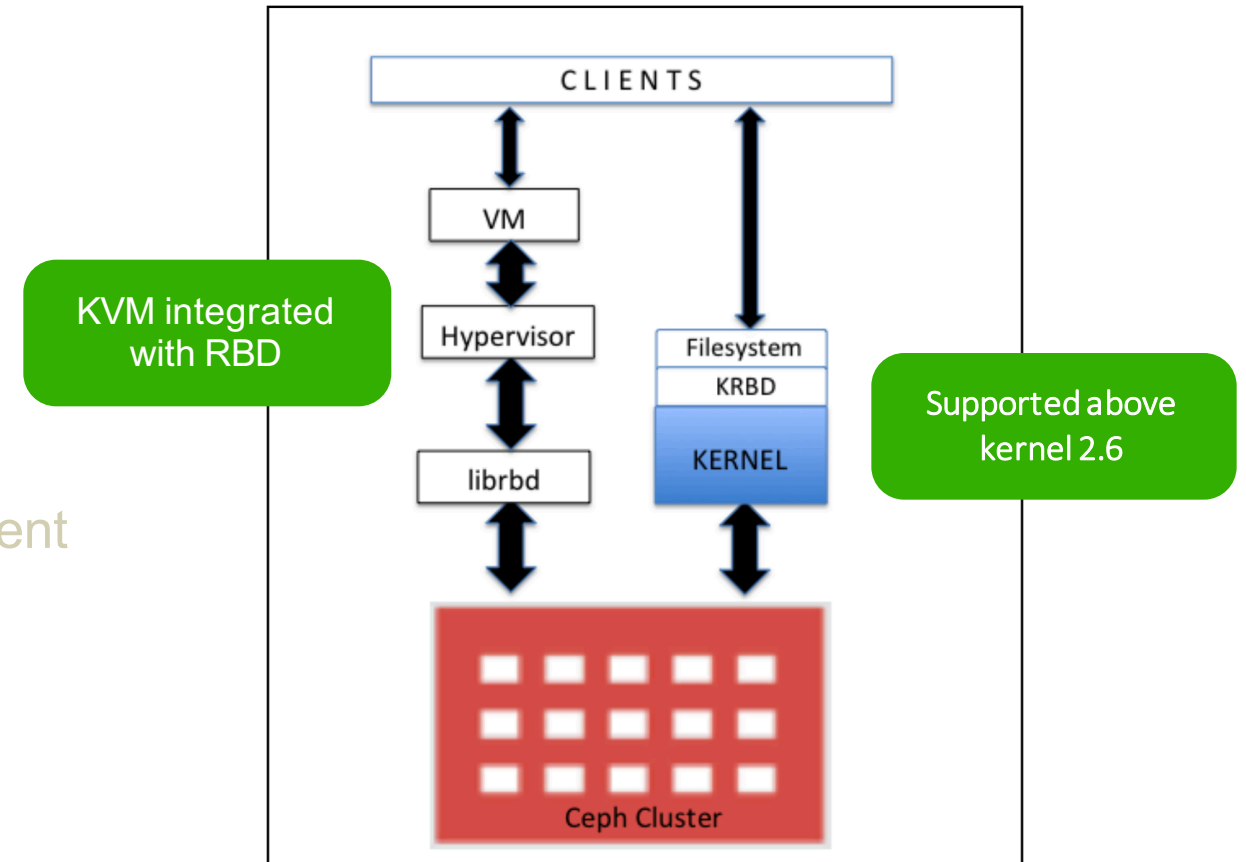 CLIENTS
VM
KVM integrated
with RBD
Hypervisor
Filesystem
KRBD
Supported above
kernel 2.6
KERNEL
librbd
ent
Ceph Cluster